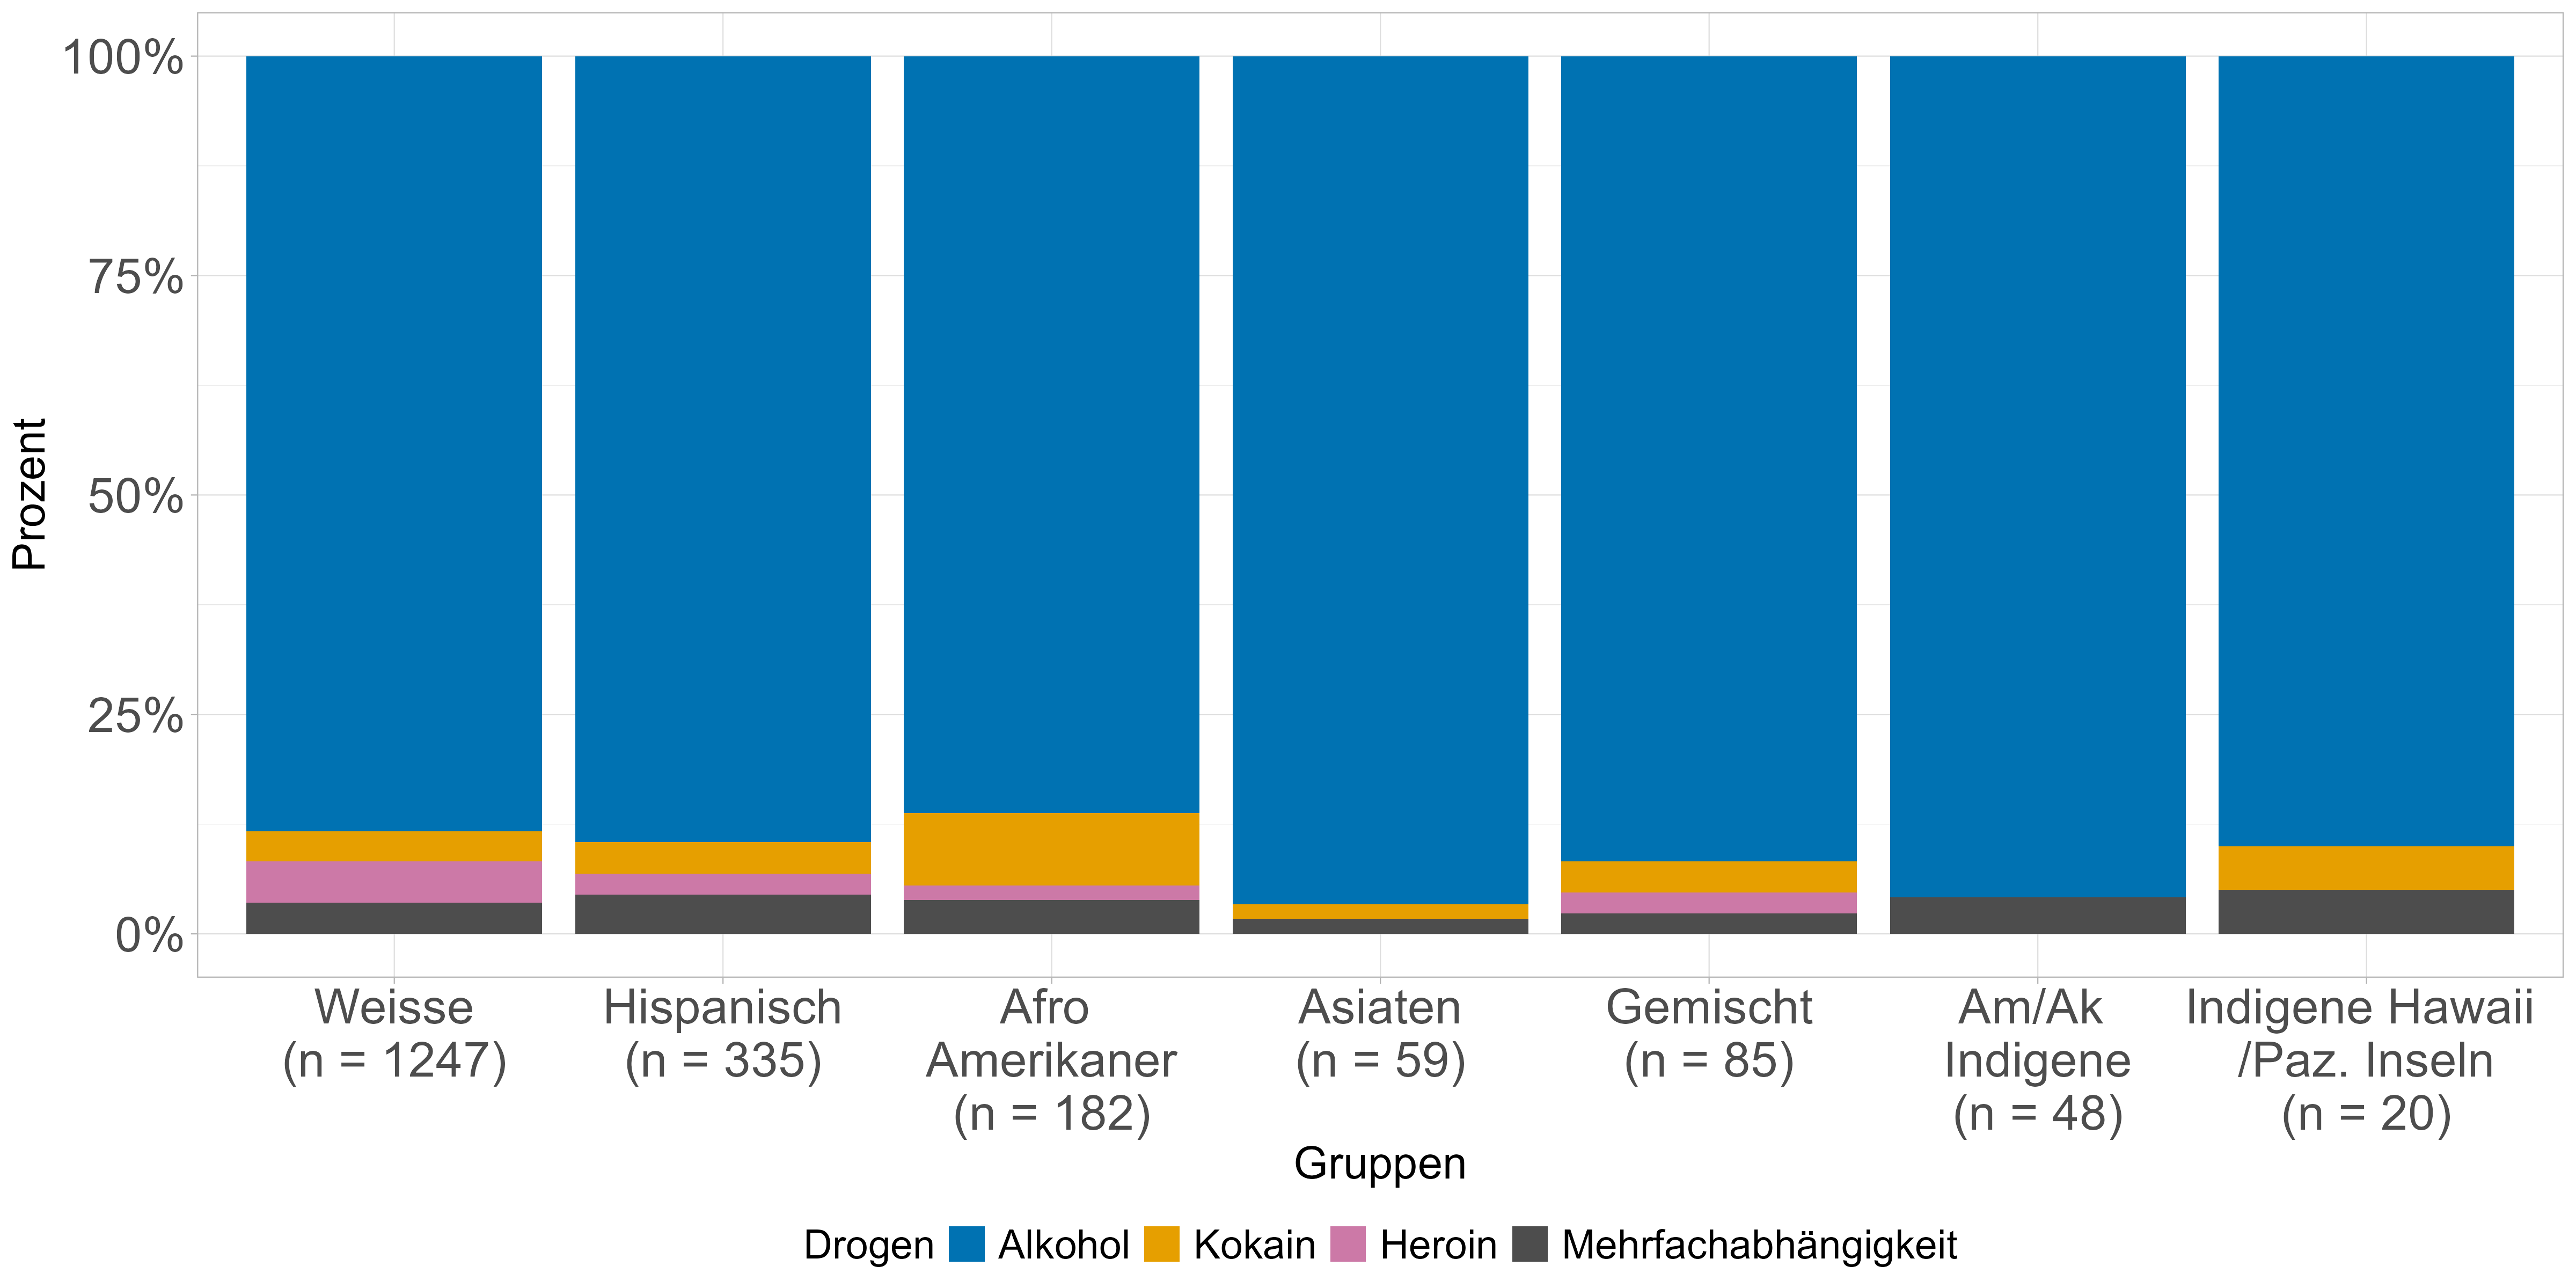 Prozent
100%
75%
50%
25%
0%
Weisse
(n = 1247)
Hispanisch
(n = 335)
Afro
Amerikaner
(n = 182)
Asiaten
(n = 59)
Gemischt
(n = 85)
Am/Ak
Indigene
(n = 48)
Indigene Hawaii
/Paz. Inseln
(n = 20)
Gruppen
Drogen Alkohol Kokain Heroin Mehrfachabhängigkeit